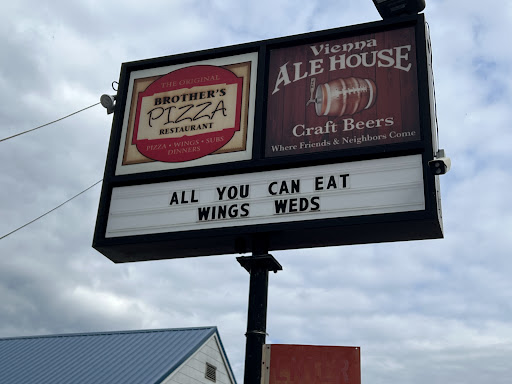 THE ORIGINAL
BROTHER'S
PIZZA
RESTAURANT
PIZZA • WINGS • SUBS
DINNERS
Vienna
ALE HOUSE
Craft Beers
Where Friends & Neighbors Come
ALL YOU CAN EAT
WINGS WEDS